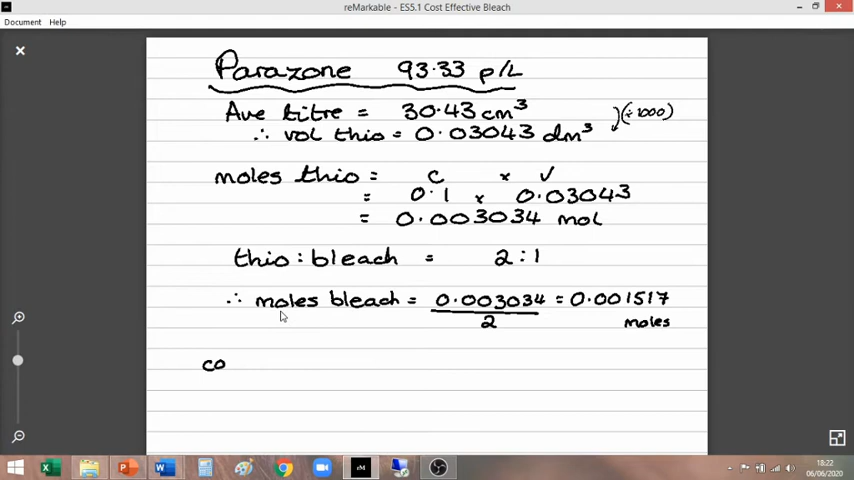 reMarkable - ES5.1 Cost Effective Bleach
Document Help
Parazone 93.33 p/L
Ave titre = 30.43 cm³
∴ vol thio = 0.03043 dm³ (÷1000)
moles thio = c × v
= 0.1 × 0.03043
= 0.003034 mol
thio : bleach = 2 : 1
∴ moles bleach = 0.003034 = 0.001517
2 moles
co
18:22
06/06/2020